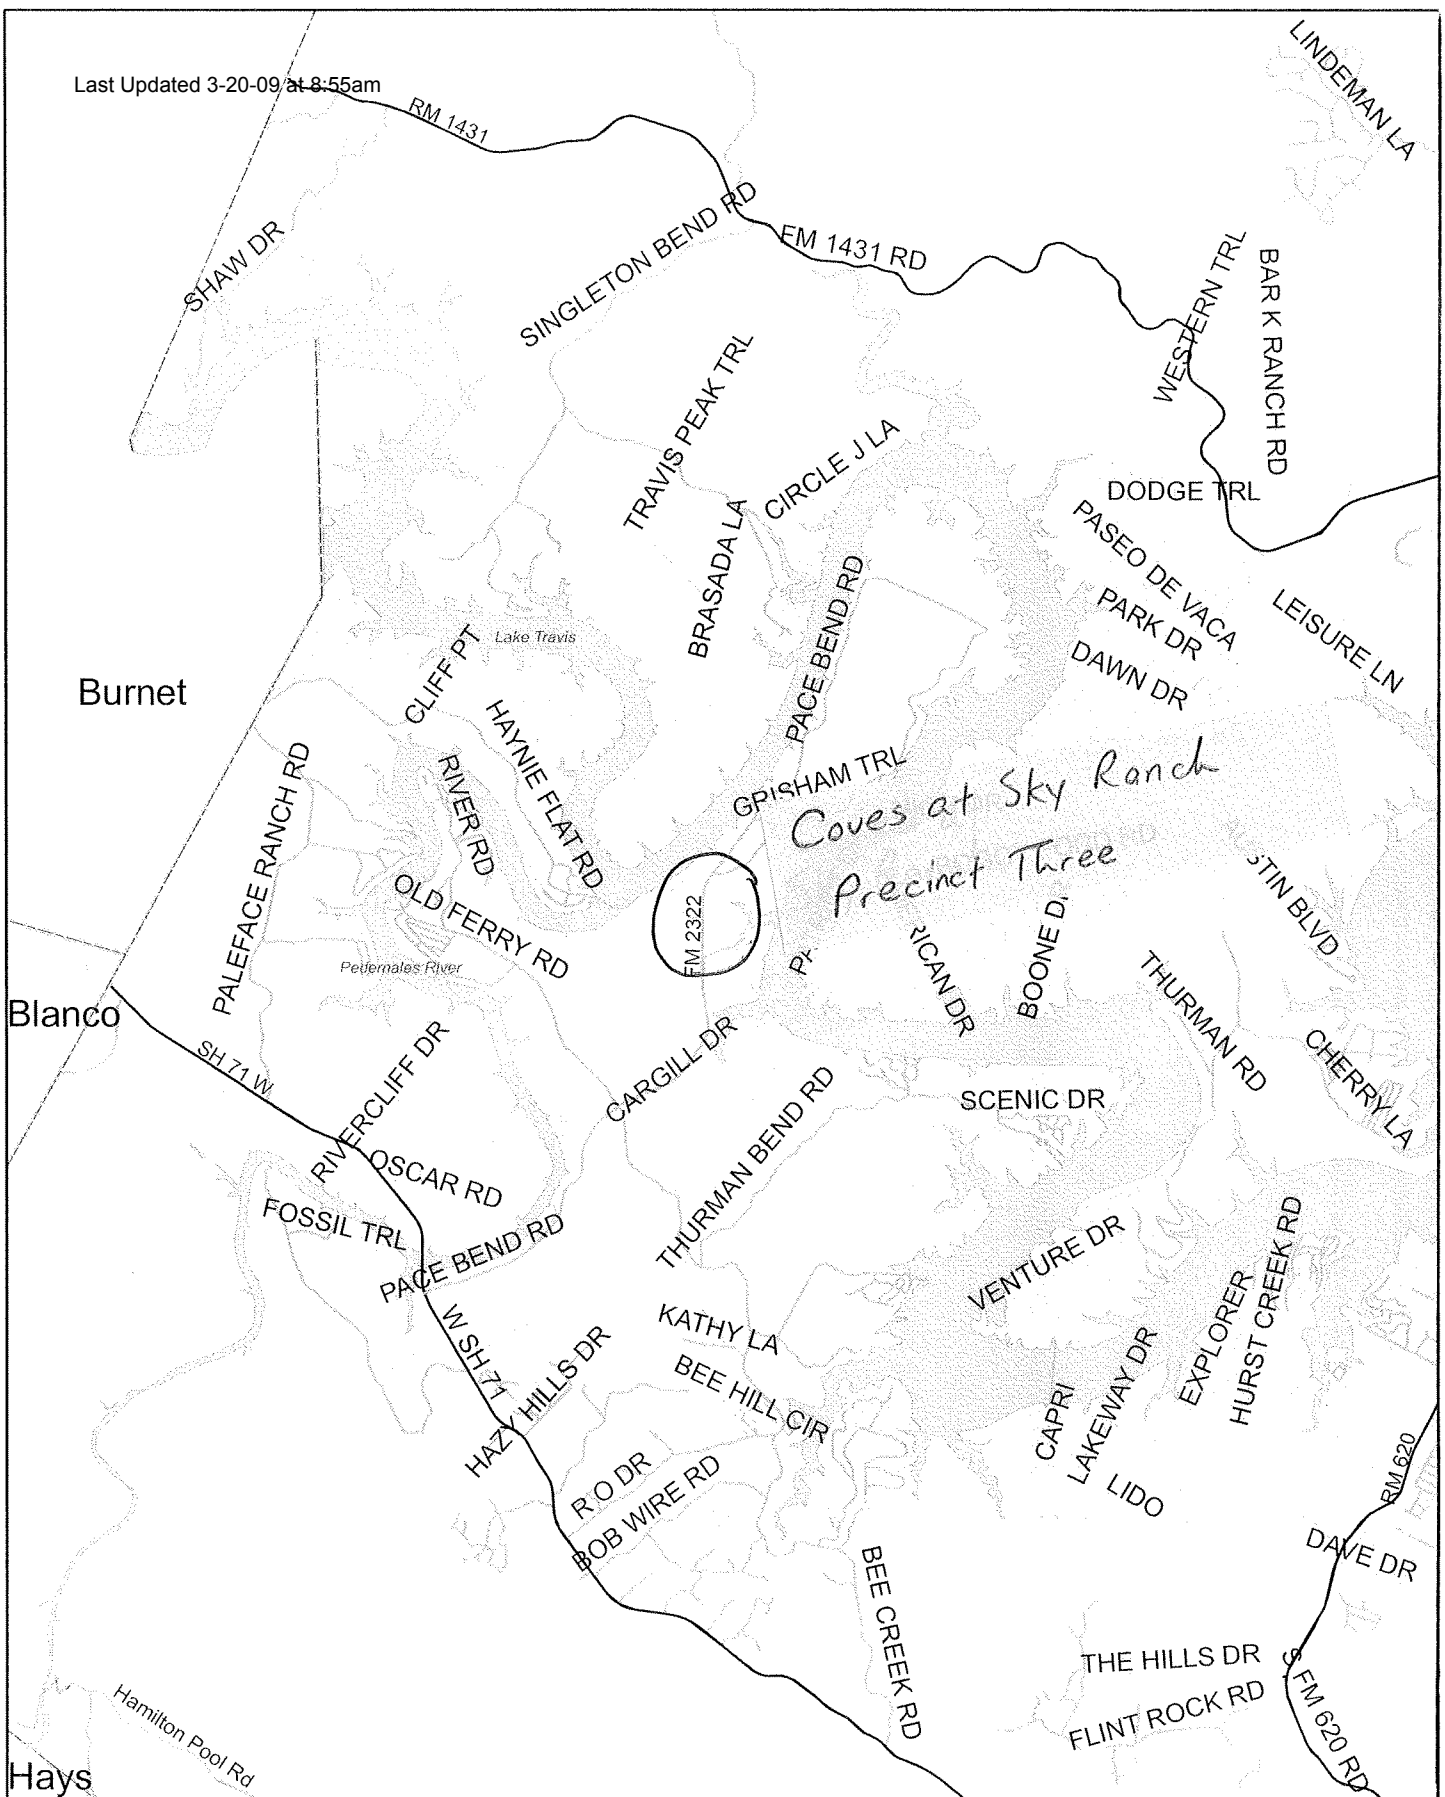 Last Updated 3-20-09 at 8:55am
LINDEMAN LA
RM 1431
SHAW DR
SINGLETON BEND RD
FM 1431 RD
WESTERN TRL
BAR K RANCH RD
TRAVIS PEAK TRL
CIRCLE J LA
DODGE TRL
PASEO DE VACA
BRASADA LA
PACE BEND RD
PARK DR
LEISURE LN
Lake Travis
CLIFF PT
DAWN DR
Burnet
HAYNIE FLAT RD
PALEFACE RANCH RD
RIVER RD
GRISHAM TRL
Coves at Sky Ranch
Precinct Three
OLD FERRY RD
FM 2322
RICAN DR
BOONE D
STIN BLVD
Pedernales River
THURMAN RD
Blanco
SH 71 W
RIVERCLIFF DR
CARGILL DR
CHERRY LA
SCENIC DR
THURMAN BEND RD
OSCAR RD
FOSSIL TRL
PACE BEND RD
VENTURE DR
EXPLORER
HURST CREEK RD
W SH 71
KATHY LA
HAZY HILLS DR
BEE HILL CIR
CAPRI
LAKEWAY DR
LIDO
RM 620
R O DR
BOB WIRE RD
DAVE DR
BEE CREEK RD
THE HILLS DR
FLINT ROCK RD
S FM 620 RD
Hamilton Pool Rd
Hays